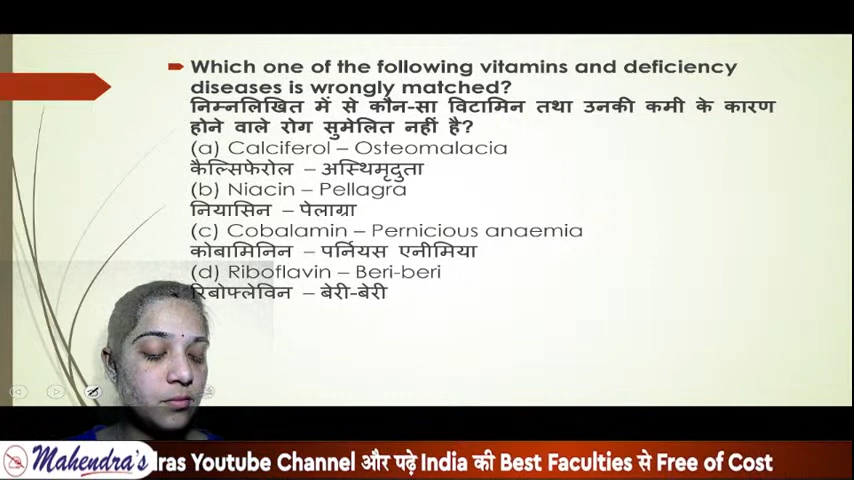 Which one of the following vitamins and deficiency
diseases is wrongly matched?
निम्नलिखित में से कौन-सा विटामिन तथा उनकी कमी के कारण
होने वाले रोग सुमेलित नहीं है?
(a) Calciferol – Osteomalacia
कैल्सिफेरोल – अस्थिमृदुता
(b) Niacin – Pellagra
नियासिन – पेलाग्रा
(c) Cobalamin – Pernicious anaemia
कोबामिनिन – पर्नियस एनीमिया
(d) Riboflavin – Beri-beri
रिबोफ्लेविन – बेरी-बेरी
Mahendra's
dras Youtube Channel और पढ़े India की Best Faculties से Free of Cost